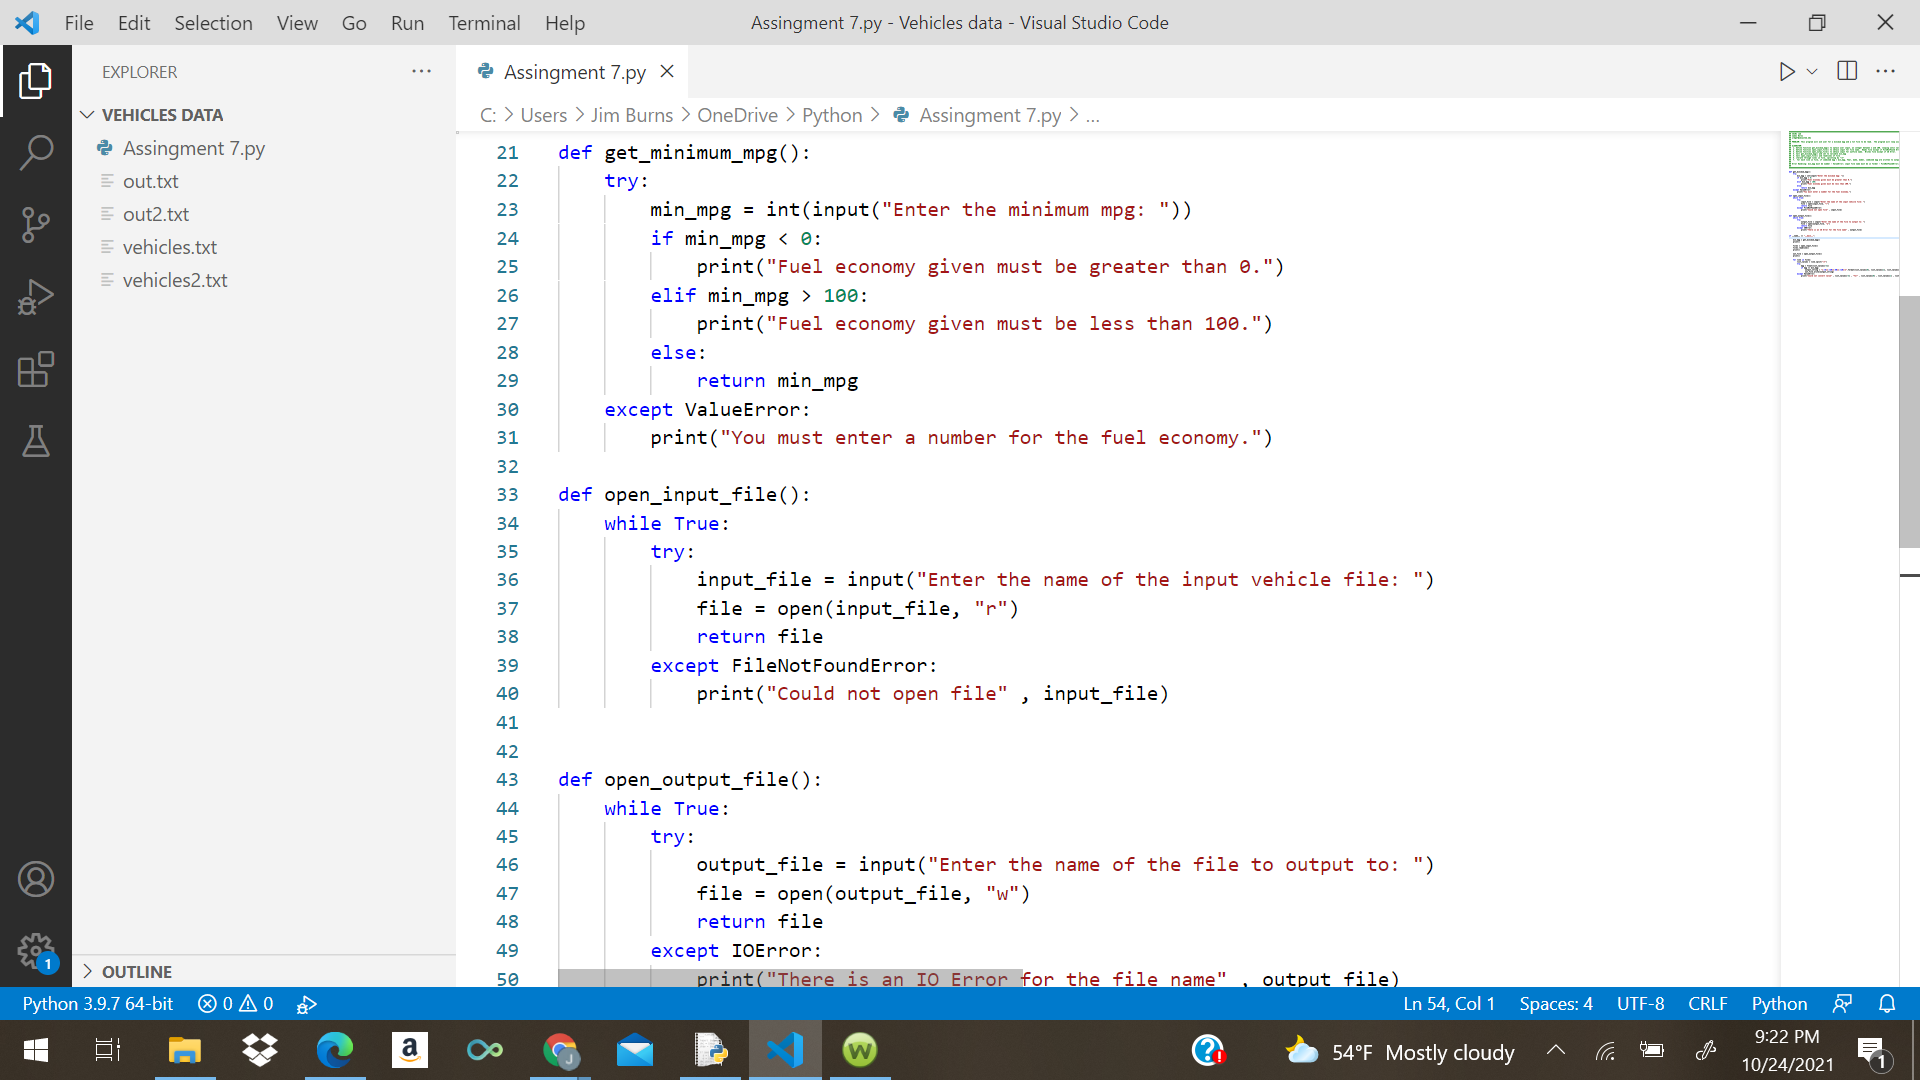 File Edit Selection View Go Run Terminal Help
Assingment 7.py - Vehicles data - Visual Studio Code
EXPLORER
VEHICLES DATA
Assingment 7.py
out.txt
out2.txt
vehicles.txt
vehicles2.txt
OUTLINE
Assingment 7.py
C: > Users > Jim Burns > OneDrive > Python > Assingment 7.py > ...
21 def get_minimum_mpg():
22     try:
23         min_mpg = int(input("Enter the minimum mpg: "))
24         if min_mpg < 0:
25             print("Fuel economy given must be greater than 0.")
26         elif min_mpg > 100:
27             print("Fuel economy given must be less than 100.")
28         else:
29             return min_mpg
30     except ValueError:
31         print("You must enter a number for the fuel economy.")
32
33 def open_input_file():
34     while True:
35         try:
36             input_file = input("Enter the name of the input vehicle file: ")
37             file = open(input_file, "r")
38             return file
39         except FileNotFoundError:
40             print("Could not open file" , input_file)
41
42
43 def open_output_file():
44     while True:
45         try:
46             output_file = input("Enter the name of the file to output to: ")
47             file = open(output_file, "w")
48             return file
49         except IOError:
50             print("There is an IO Error for the file name" , output_file)
1
Python 3.9.7 64-bit 0 0
Ln 54, Col 1 Spaces: 4 UTF-8 CRLF Python
54°F Mostly cloudy
9:22 PM
10/24/2021
1